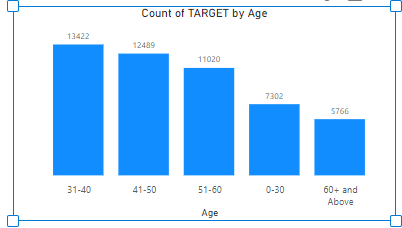 Count of TARGET by Age
13422
12489
11020
7302
5766
31-40
41-50
51-60
0-30
60+ and
Above
Age